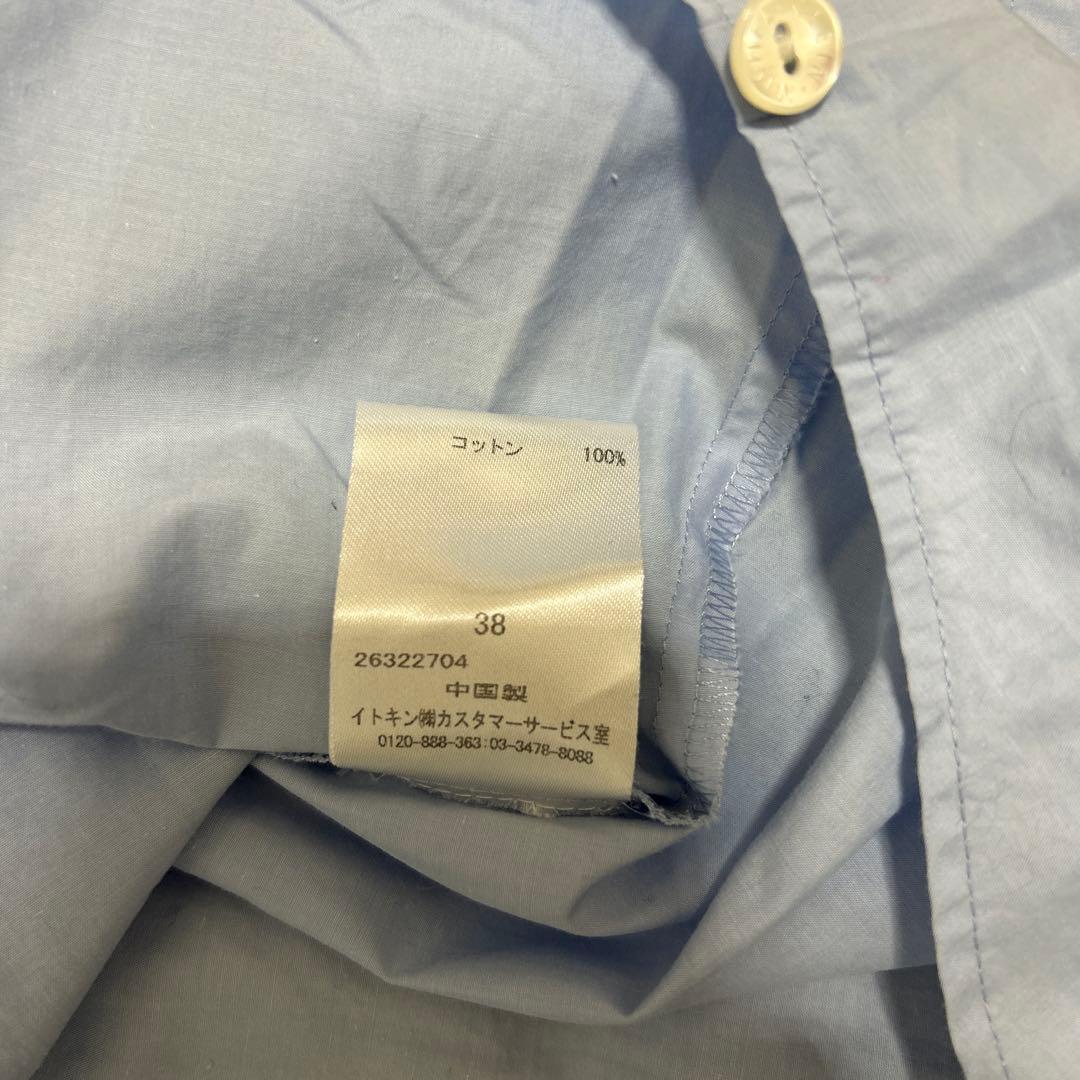 コットン 100%
38
26322704
中国製
イトキン㈱カスタマーサービス室
0120-888-363:03-3478-8088